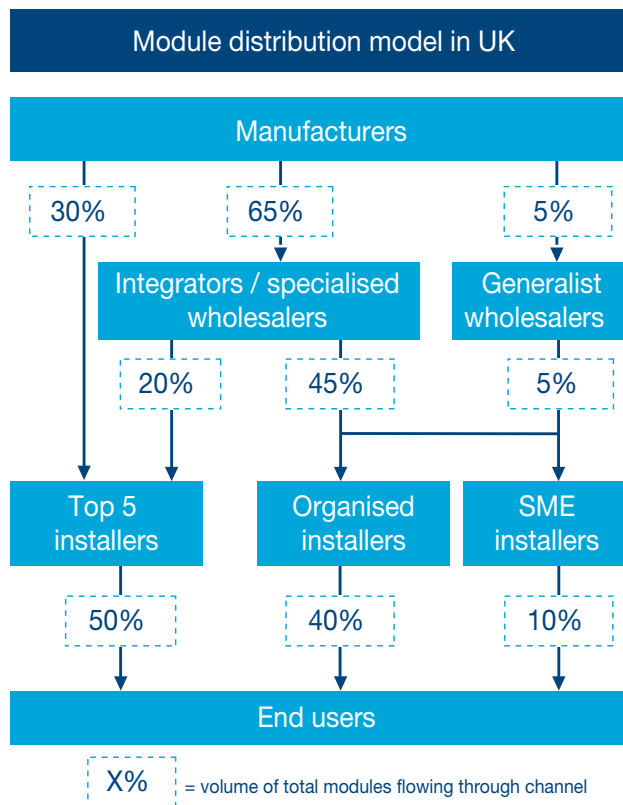 Module distribution model in UK
Manufacturers
30%
65%
5%
Integrators / specialised
wholesalers
Generalist
wholesalers
20%
45%
5%
Top 5
installers
Organised
installers
SME
installers
50%
40%
10%
End users
X% = volume of total modules flowing through channel